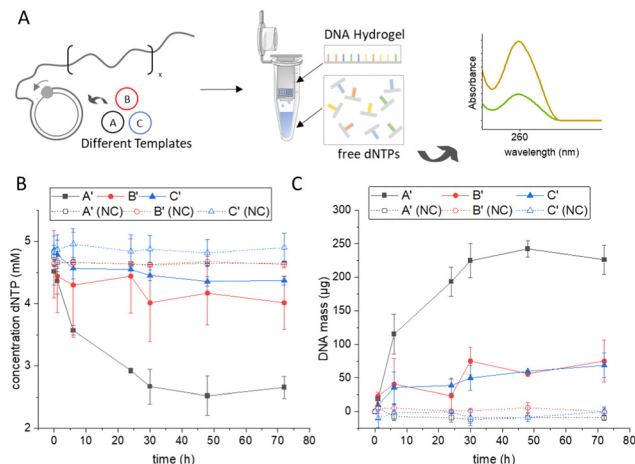 A
x
B
A
C
Different Templates
DNA Hydrogel
free dNTPs
Absorbance
260
wavelength (nm)
B
A' B' C'
A' (NC) B' (NC) C' (NC)
concentration dNTP (mM)
5
4
3
2
0 10 20 30 40 50 60 70 80
time (h)
C
A' B' C'
A' (NC) B' (NC) C' (NC)
DNA mass (µg)
300
250
200
150
100
50
0
0 10 20 30 40 50 60 70 80
time (h)